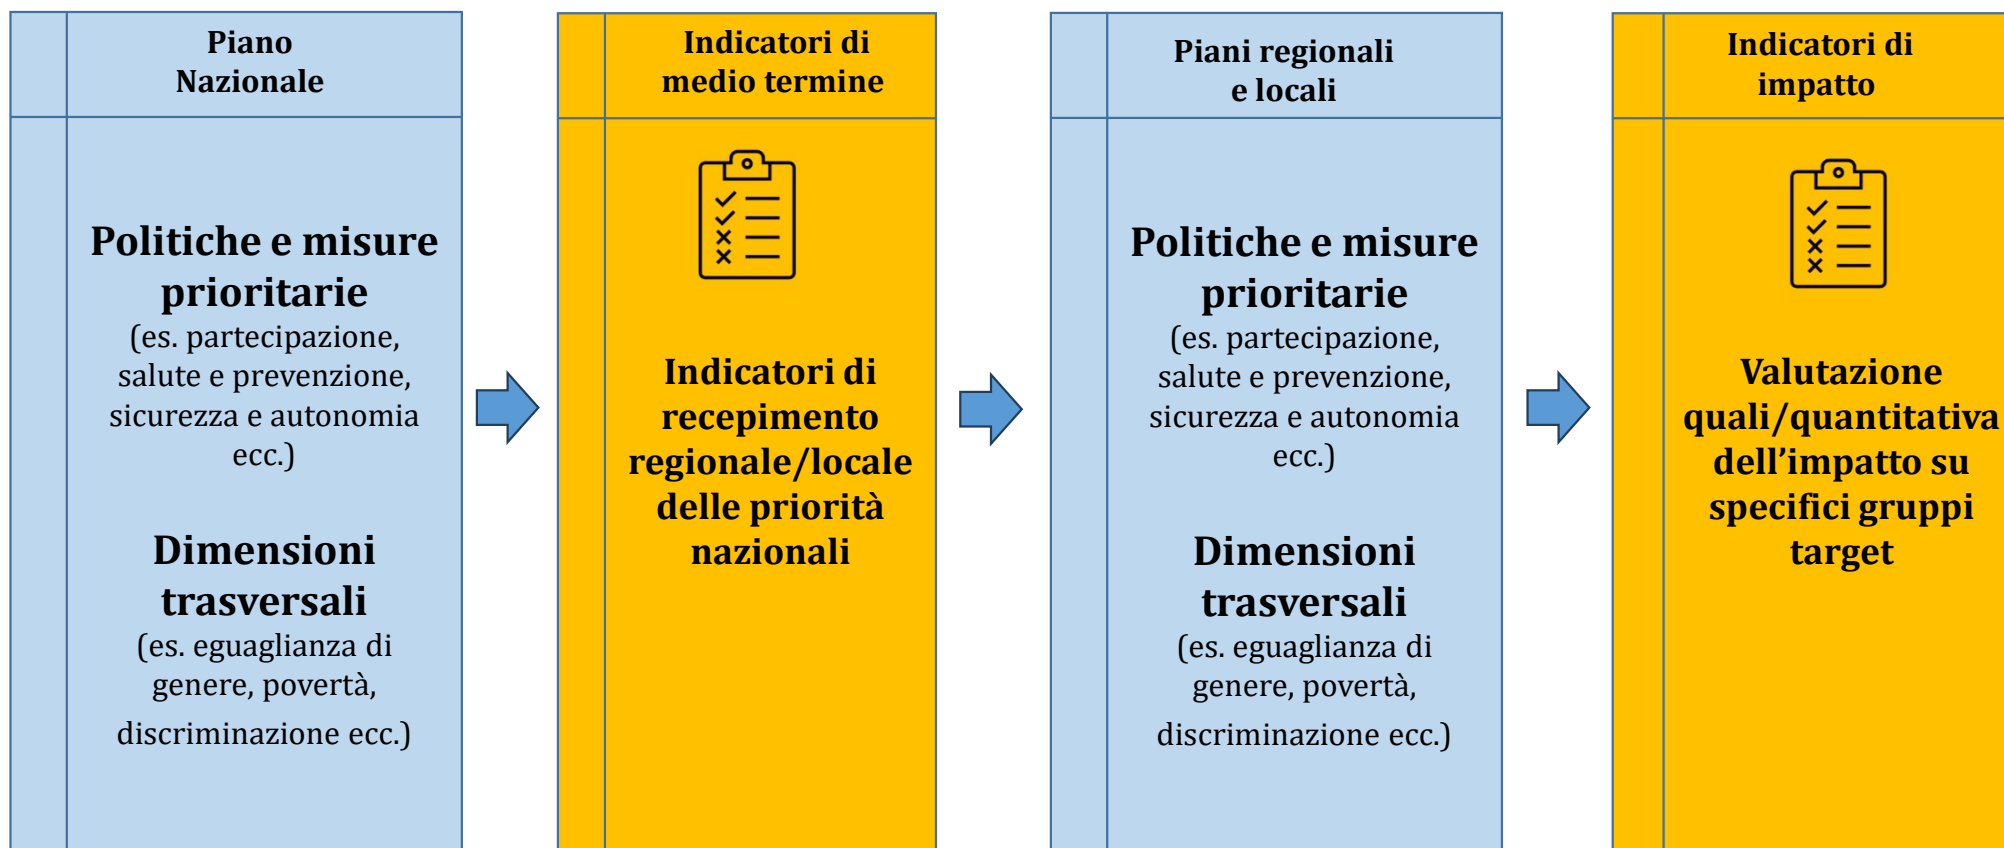 Piano
Nazionale
Politiche e misure
prioritarie
(es. partecipazione,
salute e prevenzione,
sicurezza e autonomia
ecc.)
Dimensioni
trasversali
(es. eguaglianza di
genere, povertà,
discriminazione ecc.)
Indicatori di
medio termine
Indicatori di
recepimento
regionale/locale
delle priorità
nazionali
Piani regionali
e locali
Politiche e misure
prioritarie
(es. partecipazione,
salute e prevenzione,
sicurezza e autonomia
ecc.)
Dimensioni
trasversali
(es. eguaglianza di
genere, povertà,
discriminazione ecc.)
Indicatori di
impatto
Valutazione
quali/quantitativa
dell’impatto su
specifici gruppi
target